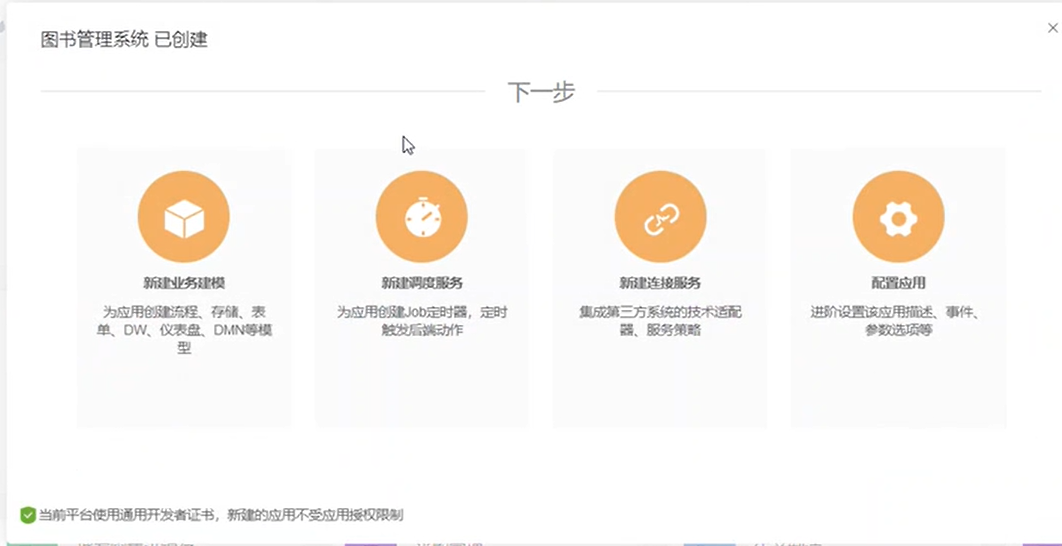 图书管理系统 已创建
下一步
新建业务建模
为应用创建流程、存储、表
单、DW、仪表盘、DMN等模
型
新建调度服务
为应用创建Job定时器，定时
触发后端动作
新建连接服务
集成第三方系统的技术适配
器、服务策略
配置应用
进阶设置该应用描述、事件、
参数选项等
当前平台使用通用开发者证书，新建的应用不受应用授权限制